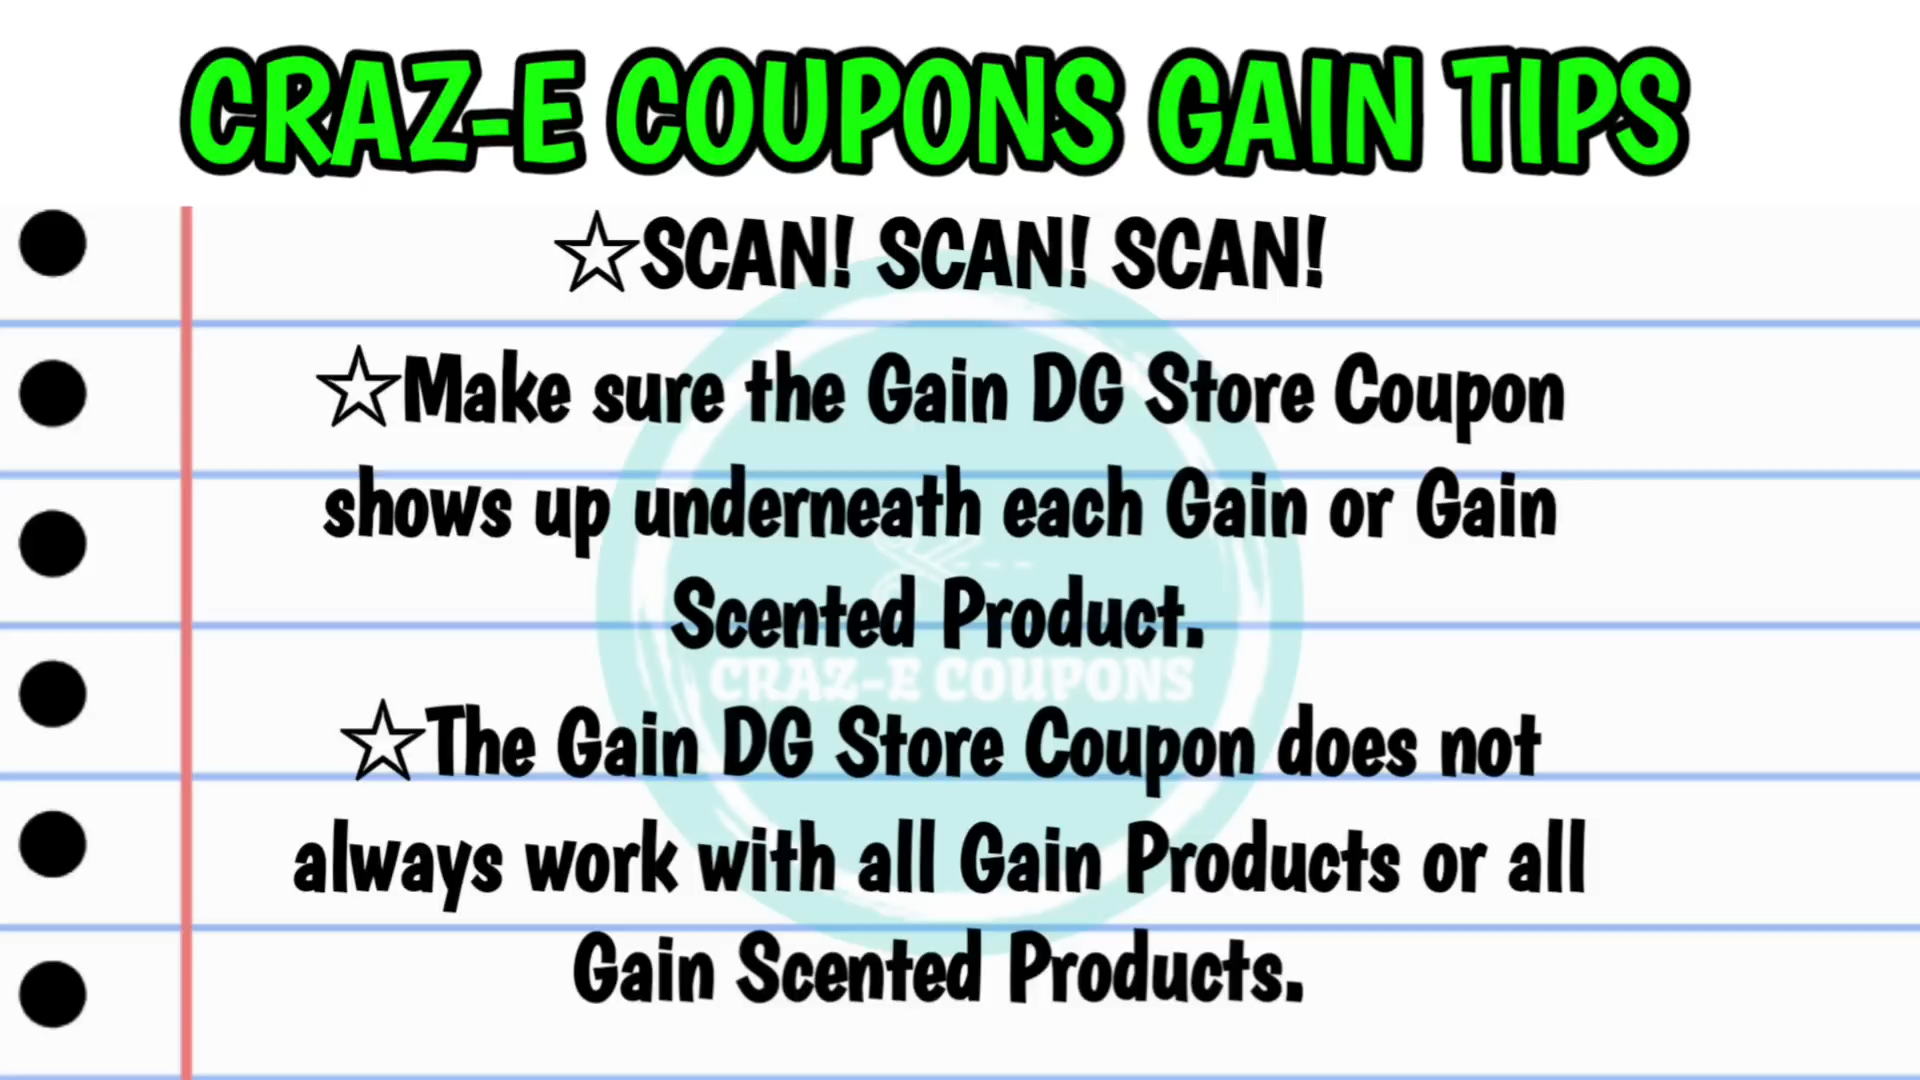 CRAZ-E COUPONS GAIN TIPS
☆SCAN! SCAN! SCAN!
☆Make sure the Gain DG Store Coupon
shows up underneath each Gain or Gain
Scented Product.
CRAZ-E COUPONS
☆The Gain DG Store Coupon does not
always work with all Gain Products or all
Gain Scented Products.